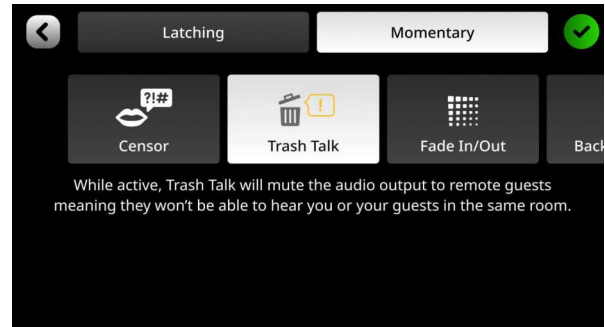 Latching
Momentary
?!#
!
Censor
Trash Talk
Fade In/Out
Back
While active, Trash Talk will mute the audio output to remote guests
meaning they won't be able to hear you or your guests in the same room.